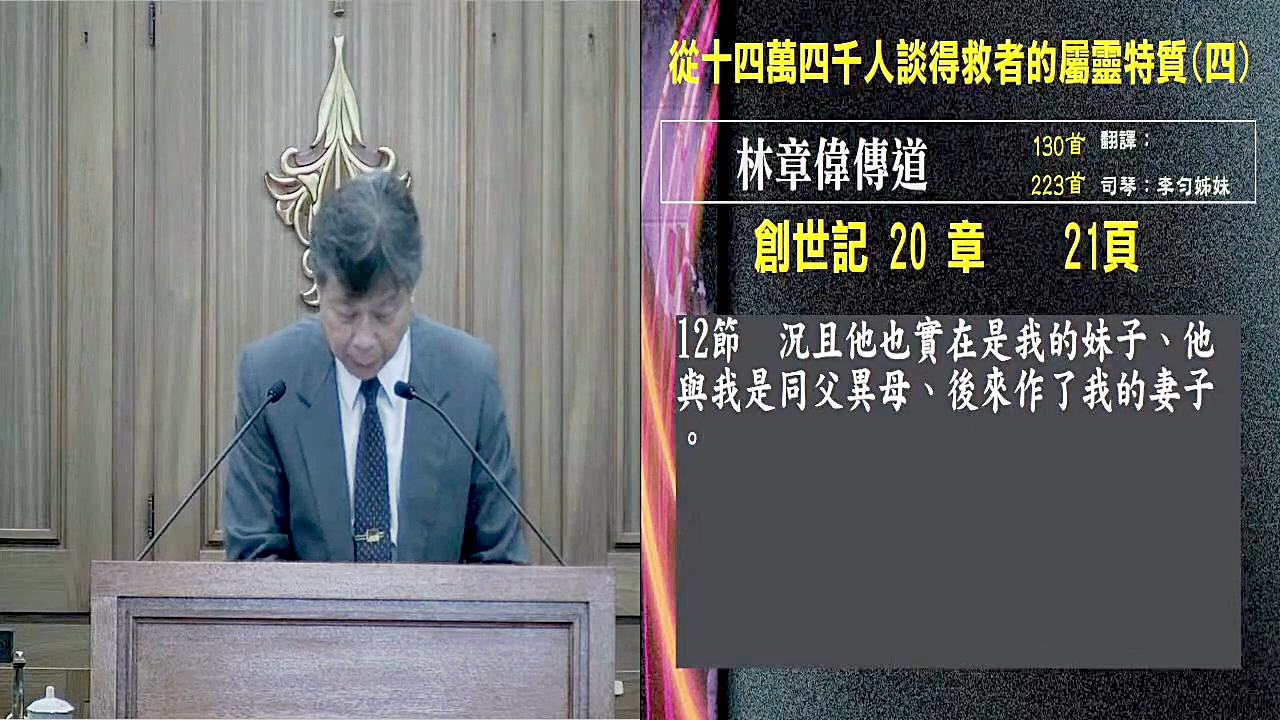 從十四萬四千人談得救者的屬靈特質(四)
林章偉傳道
130首 翻譯：
223首 司琴：李勻姊妹
創世記 20 章 21頁
12節 況且他也實在是我的妹子、他
與我是同父異母、後來作了我的妻子
。